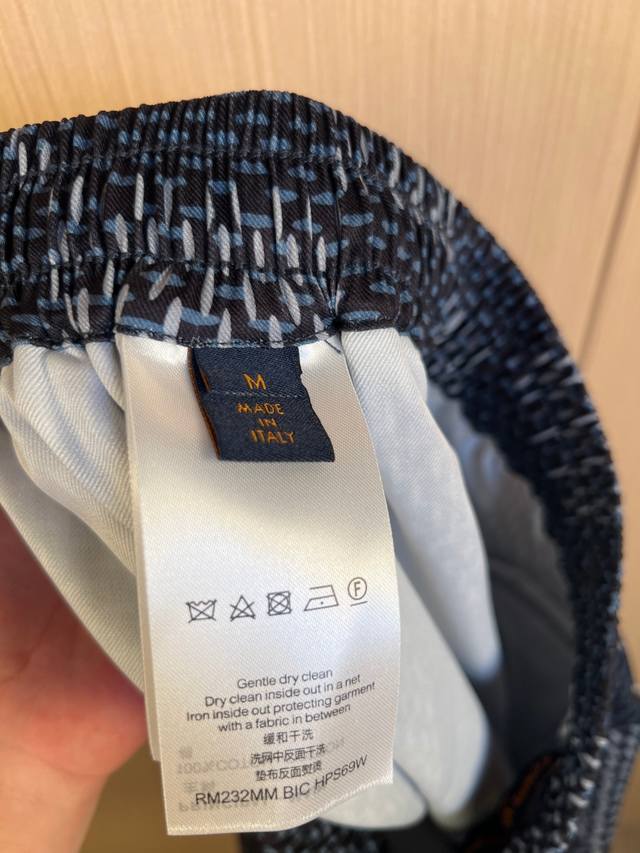 M
MADE
IN
ITALY
F
Gentle dry clean
Dry clean inside out in a net
Iron inside out protecting garment
with a fabric in between
缓和干洗
洗网中反面干洗
垫布反面熨烫
RM232MM BIC HPS69W